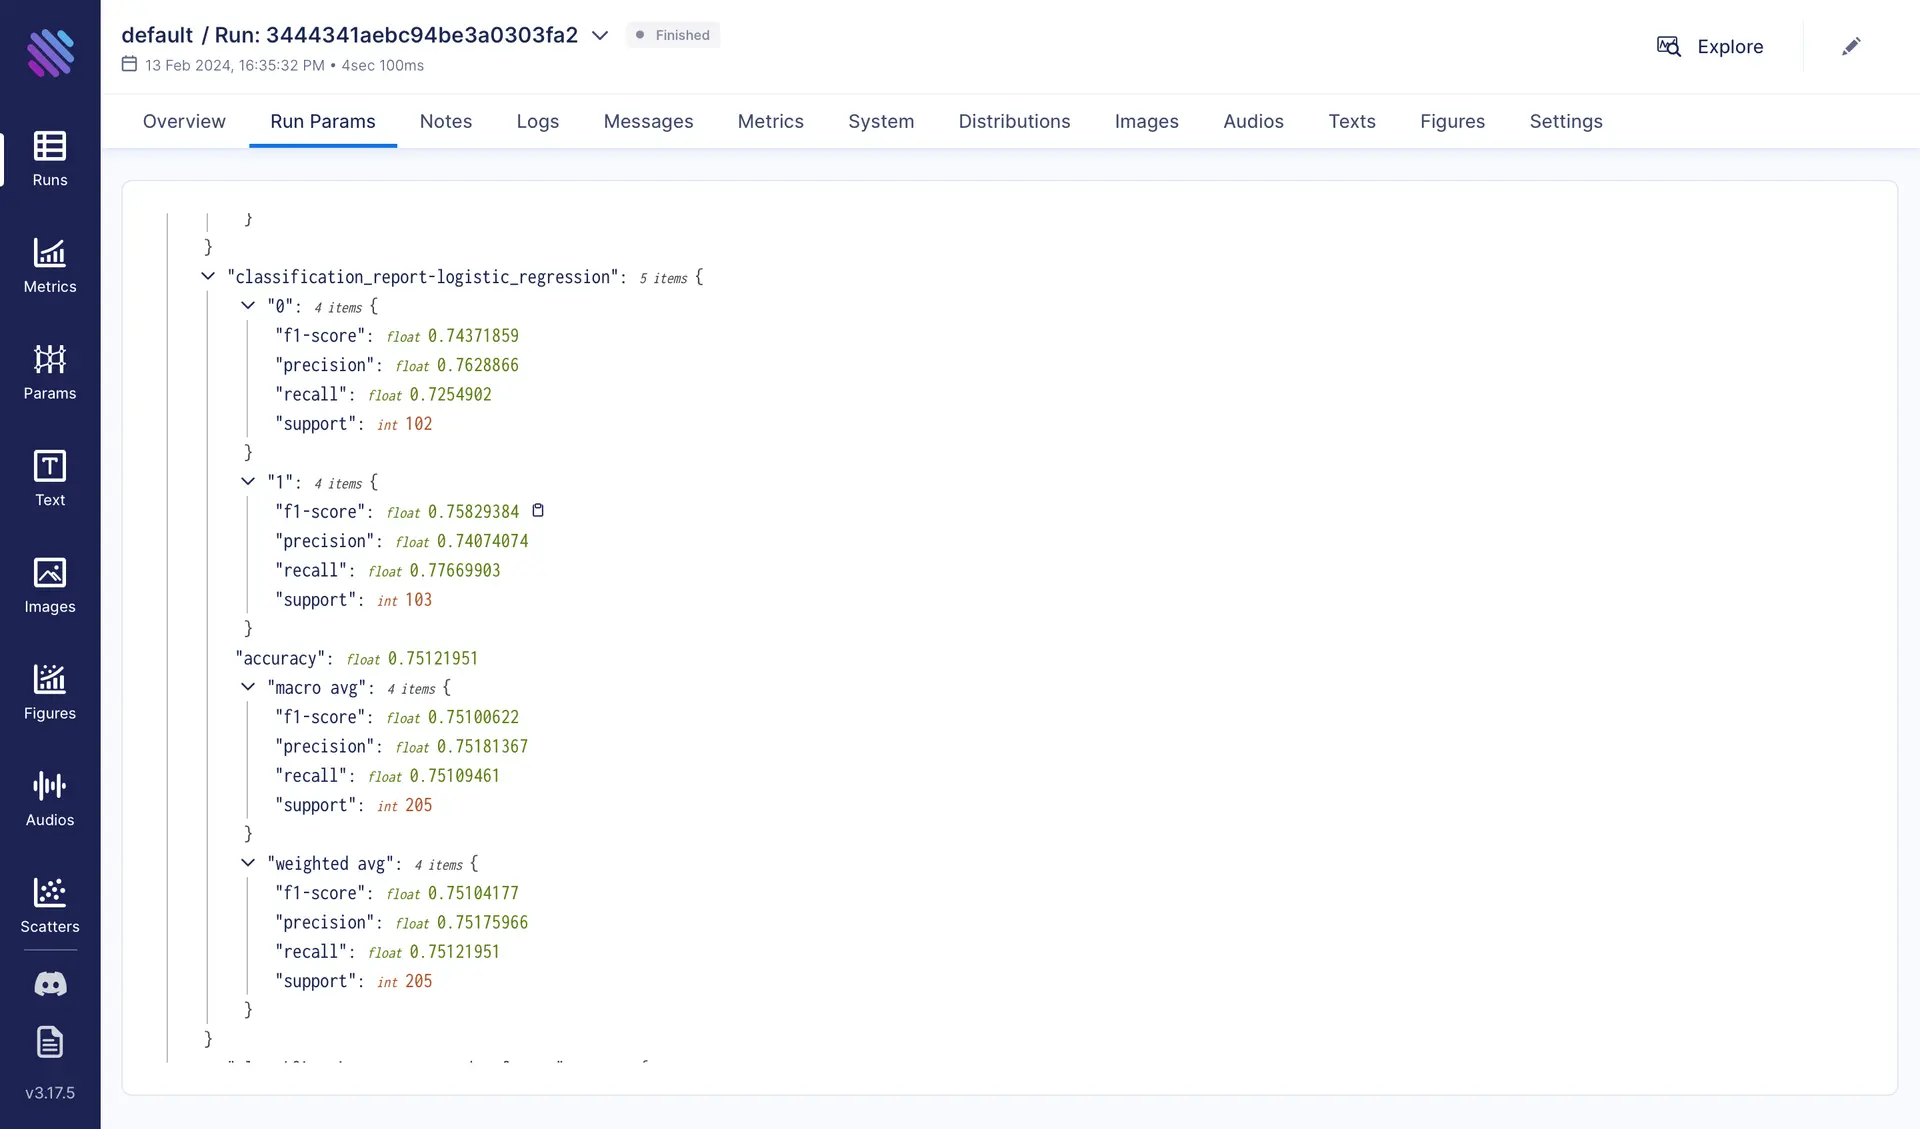 default / Run: 3444341aebc94be3a0303fa2
Finished
13 Feb 2024, 16:35:32 PM • 4sec 100ms
Explore
Overview Run Params Notes Logs Messages Metrics System Distributions Images Audios Texts Figures Settings
Runs
Metrics
Params
Text
Images
Figures
Audios
Scatters
v3.17.5
}
}
"classification_report-logistic_regression": 5 items {
"0": 4 items {
"f1-score": float 0.74371859
"precision": float 0.7628866
"recall": float 0.7254902
"support": int 102
}
"1": 4 items {
"f1-score": float 0.75829384
"precision": float 0.74074074
"recall": float 0.77669903
"support": int 103
}
"accuracy": float 0.75121951
"macro avg": 4 items {
"f1-score": float 0.75100622
"precision": float 0.75181367
"recall": float 0.75109461
"support": int 205
}
"weighted avg": 4 items {
"f1-score": float 0.75104177
"precision": float 0.75175966
"recall": float 0.75121951
"support": int 205
}
}